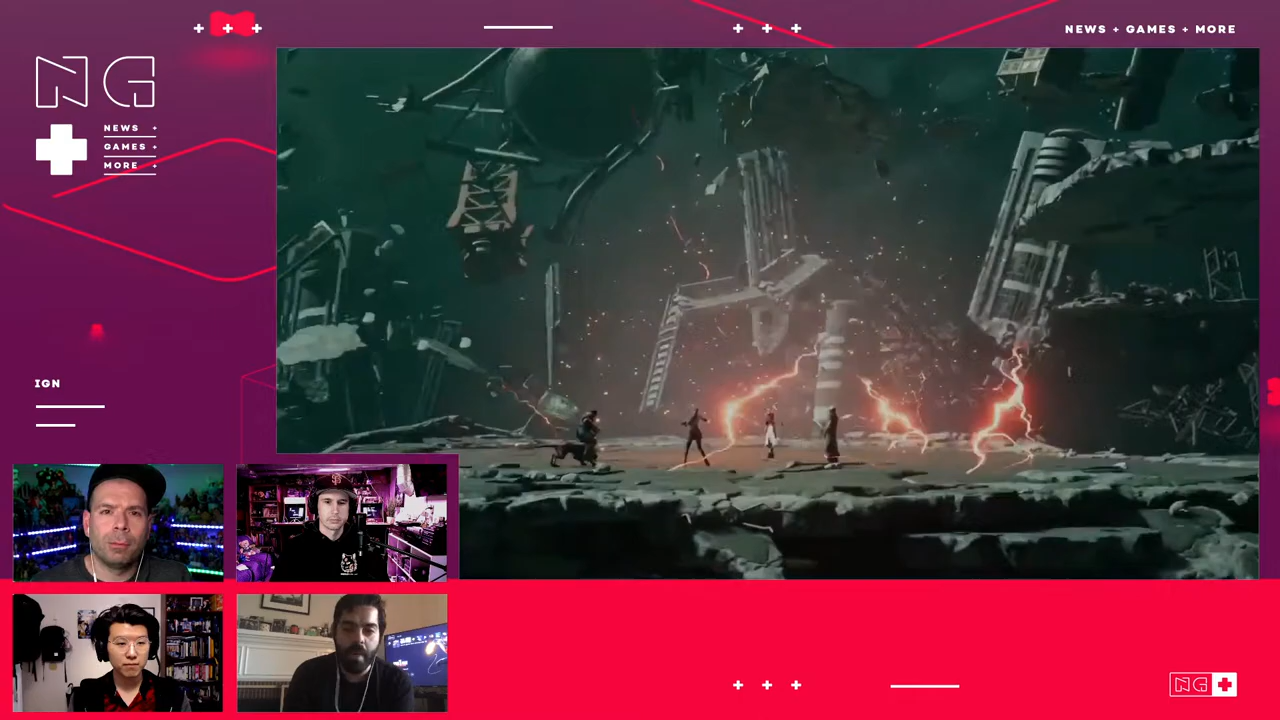 NEWS + GAMES + MORE
NG
NEWS +
GAMES +
MORE +
IGN
NG+